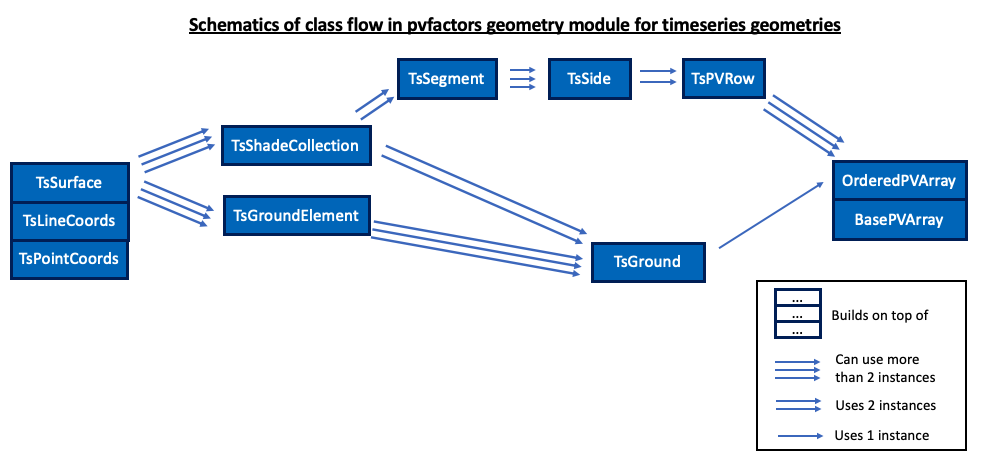 Schematics of class flow in pvfactors geometry module for timeseries geometries
TsSegment
TsSide
TsPVRow
TsShadeCollection
TsSurface
TsLineCoords
TsPointCoords
TsGroundElement
OrderedPVArray
BasePVArray
TsGround
...
...
...
Builds on top of
Can use more
than 2 instances
Uses 2 instances
Uses 1 instance